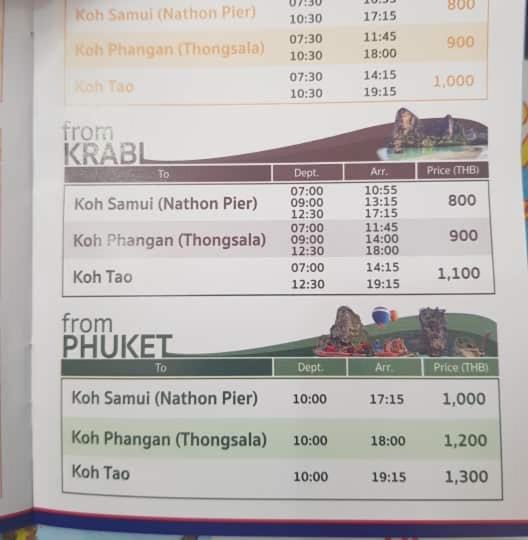 Koh Samui (Nathon Pier) 07:30 10:55 800
10:30 17:15
Koh Phangan (Thongsala) 07:30 11:45 900
10:30 18:00
Koh Tao 07:30 14:15 1,000
10:30 19:15
from
KRABI
To Dept. Arr. Price (THB)
Koh Samui (Nathon Pier) 07:00 10:55 800
09:00 13:15
12:30 17:15
Koh Phangan (Thongsala) 07:00 11:45 900
09:00 14:00
12:30 18:00
Koh Tao 07:00 14:15 1,100
12:30 19:15
from
PHUKET
To Dept. Arr. Price (THB)
Koh Samui (Nathon Pier) 10:00 17:15 1,000
Koh Phangan (Thongsala) 10:00 18:00 1,200
Koh Tao 10:00 19:15 1,300